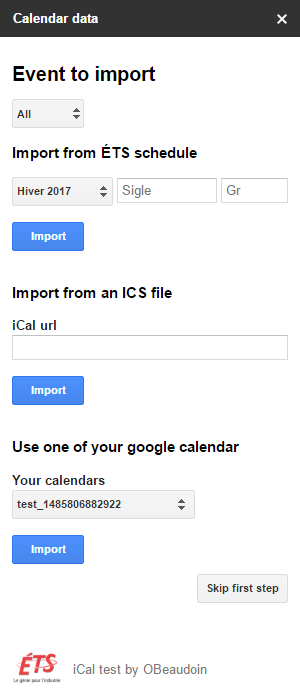 Calendar data ×
Event to import
All
Import from ÉTS schedule
Hiver 2017 Sigle Gr
Import
Import from an ICS file
iCal url
Import
Use one of your google calendar
Your calendars
test_1485806882922
Import
Skip first step
ÉTS
Le génie pour l'industrie
iCal test by OBeaudoin